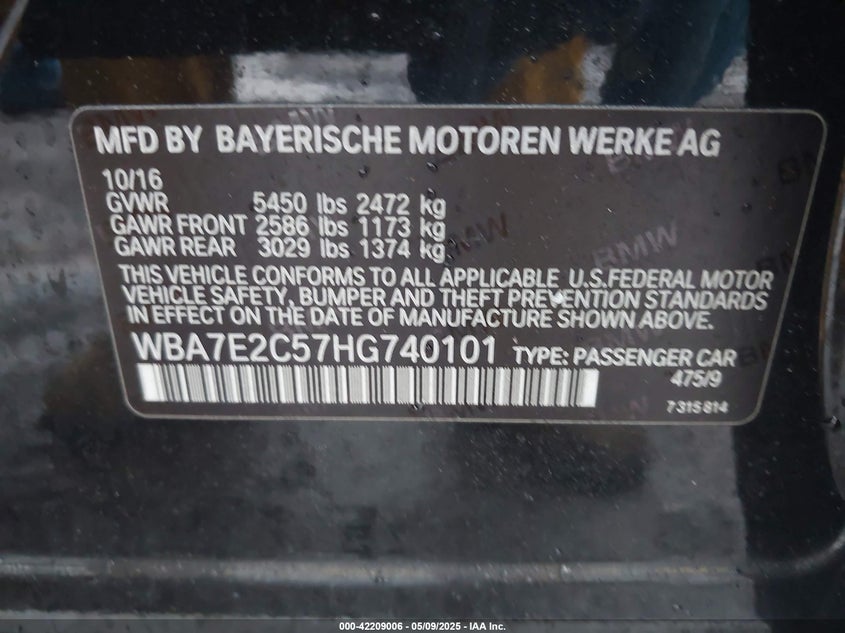 MFD BY BAYERISCHE MOTOREN WERKE AG
10/16
GVWR 5450 lbs 2472 kg
GAWR FRONT 2586 lbs 1173 kg
GAWR REAR 3029 lbs 1374 kg
THIS VEHICLE CONFORMS TO ALL APPLICABLE U.S.FEDERAL MOTOR
VEHICLE SAFETY, BUMPER AND THEFT PREVENTION STANDARDS
IN EFFECT ON THE DATE OF MANUFACTURE SHOWN ABOVE.
WBA7E2C57HG740101 TYPE: PASSENGER CAR
475/9
7 315 814
BMW
000-42209006 - 05/09/2025 - IAA Inc.